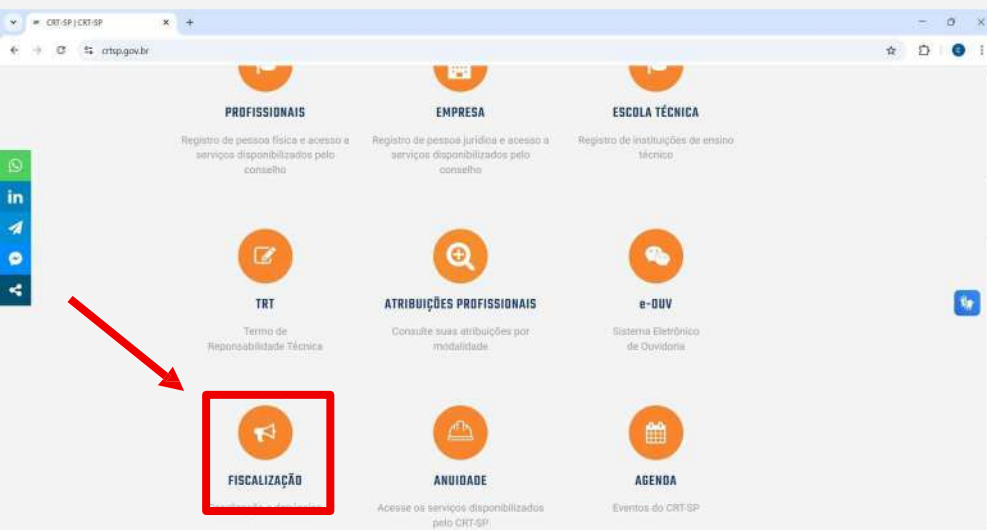 CRT-SP | CRT-SP
crtsp.gov.br
PROFISSIONAIS
EMPRESA
ESCOLA TÉCNICA
Registro de pessoa física e acesso a
serviços disponibilizados pelo
conselho
Registro de pessoa jurídica e acesso a
serviços disponibilizados pelo
conselho
Registro de instituições de ensino
técnico
in
TRT
ATRIBUIÇÕES PROFISSIONAIS
e-OUV
Termo de
Reponsabilidade Técnica
Consulte suas atribuições por
modalidade
Sistema Eletrônico
de Ouvidoria
FISCALIZAÇÃO
ANUIDADE
AGENDA
Acesse os serviços disponibilizados
pelo CRT-SP
Eventos do CRT-SP